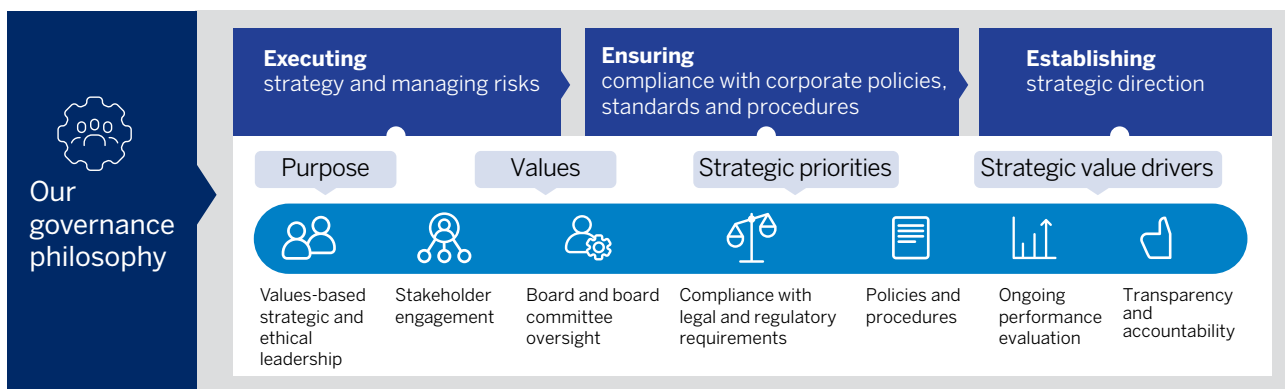 Our
governance
philosophy
Executing
strategy and managing risks
Ensuring
compliance with corporate policies,
standards and procedures
Establishing
strategic direction
Purpose
Values
Strategic priorities
Strategic value drivers
Values-based
strategic and
ethical
leadership
Stakeholder
engagement
Board and board
committee
oversight
Compliance with
legal and regulatory
requirements
Policies and
procedures
Ongoing
performance
evaluation
Transparency
and
accountability